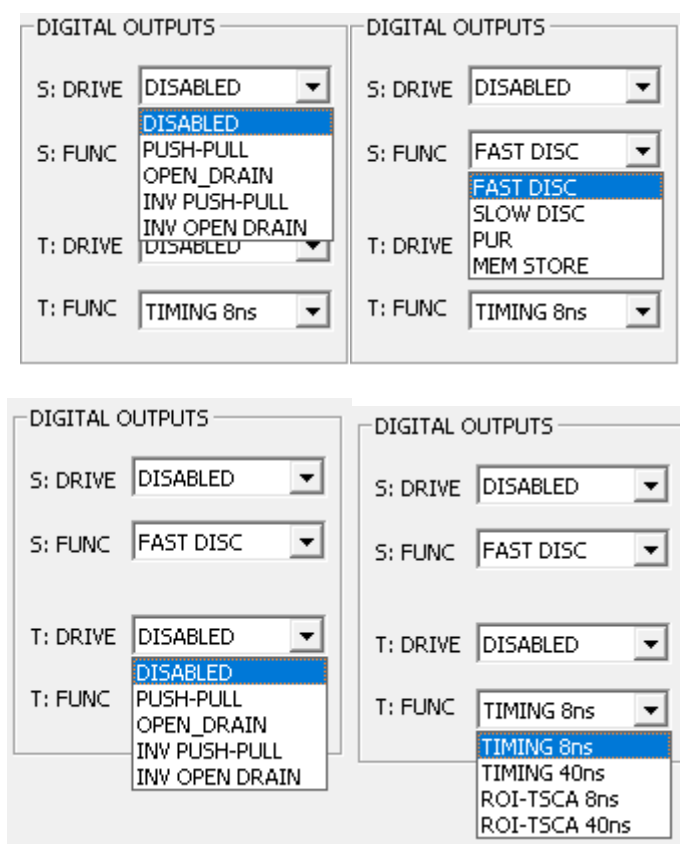 DIGITAL OUTPUTS
S: DRIVE DISABLED
DISABLED
S: FUNC PUSH-PULL
OPEN_DRAIN
INV PUSH-PULL
INV OPEN DRAIN
T: DRIVE DISABLED
T: FUNC TIMING 8ns
DIGITAL OUTPUTS
S: DRIVE DISABLED
S: FUNC FAST DISC
FAST DISC
SLOW DISC
T: DRIVE PUR
MEM STORE
T: FUNC TIMING 8ns
DIGITAL OUTPUTS
S: DRIVE DISABLED
S: FUNC FAST DISC
T: DRIVE DISABLED
DISABLED
T: FUNC PUSH-PULL
OPEN_DRAIN
INV PUSH-PULL
INV OPEN DRAIN
DIGITAL OUTPUTS
S: DRIVE DISABLED
S: FUNC FAST DISC
T: DRIVE DISABLED
T: FUNC TIMING 8ns
TIMING 8ns
TIMING 40ns
ROI-TSCA 8ns
ROI-TSCA 40ns